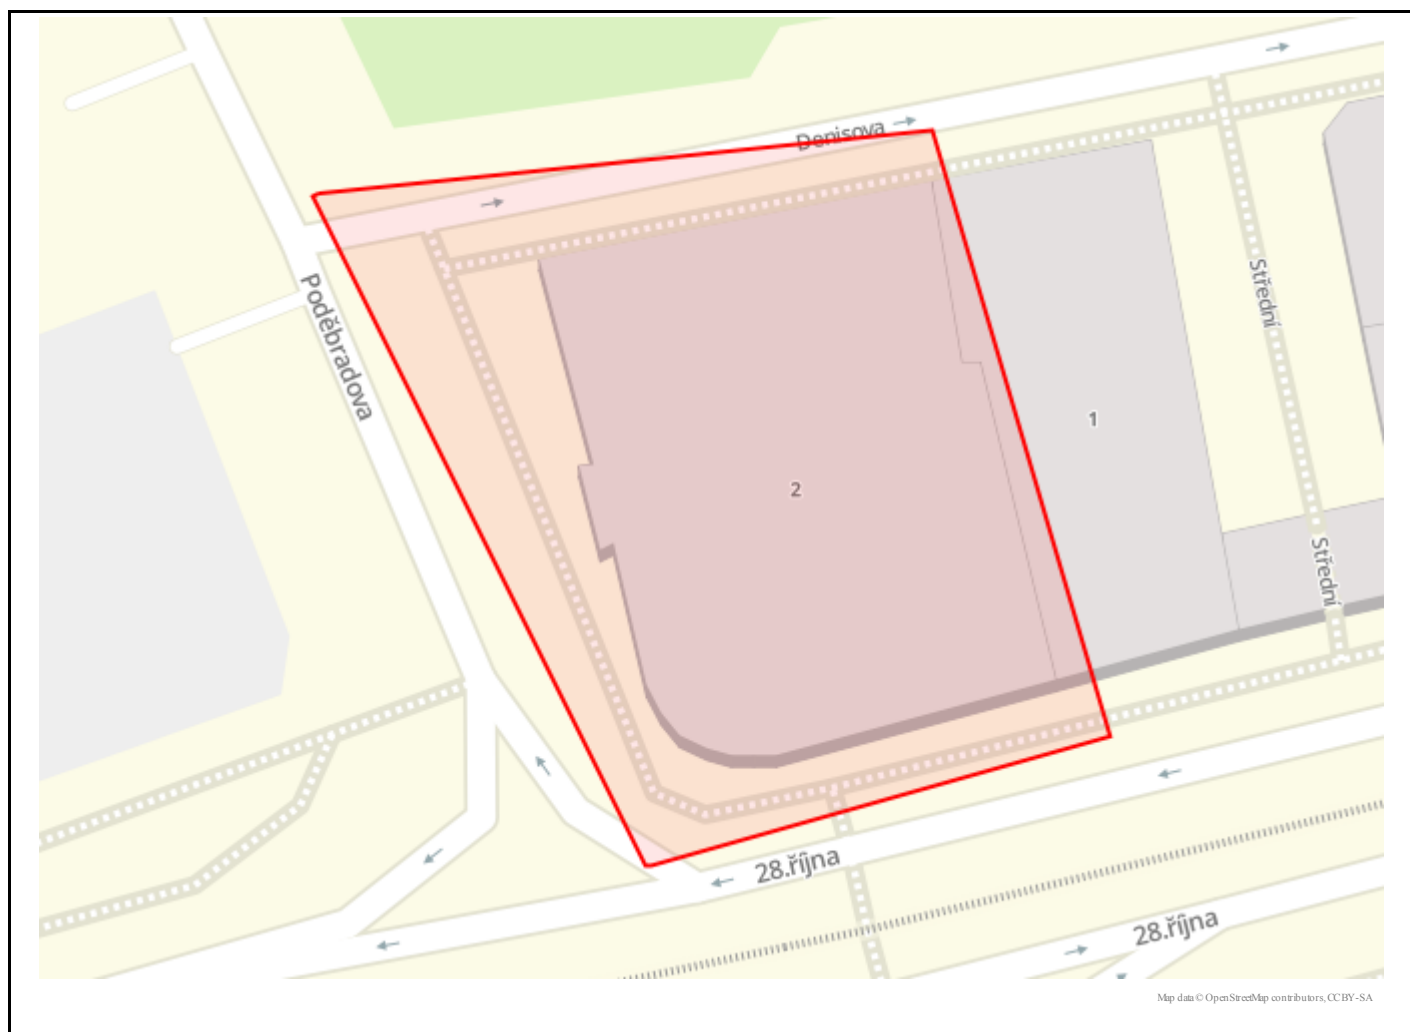 Denisova
Poděbradova
Střední
1
2
Střední
28.října
28.října
Map data © OpenStreetMap contributors, CC BY-SA